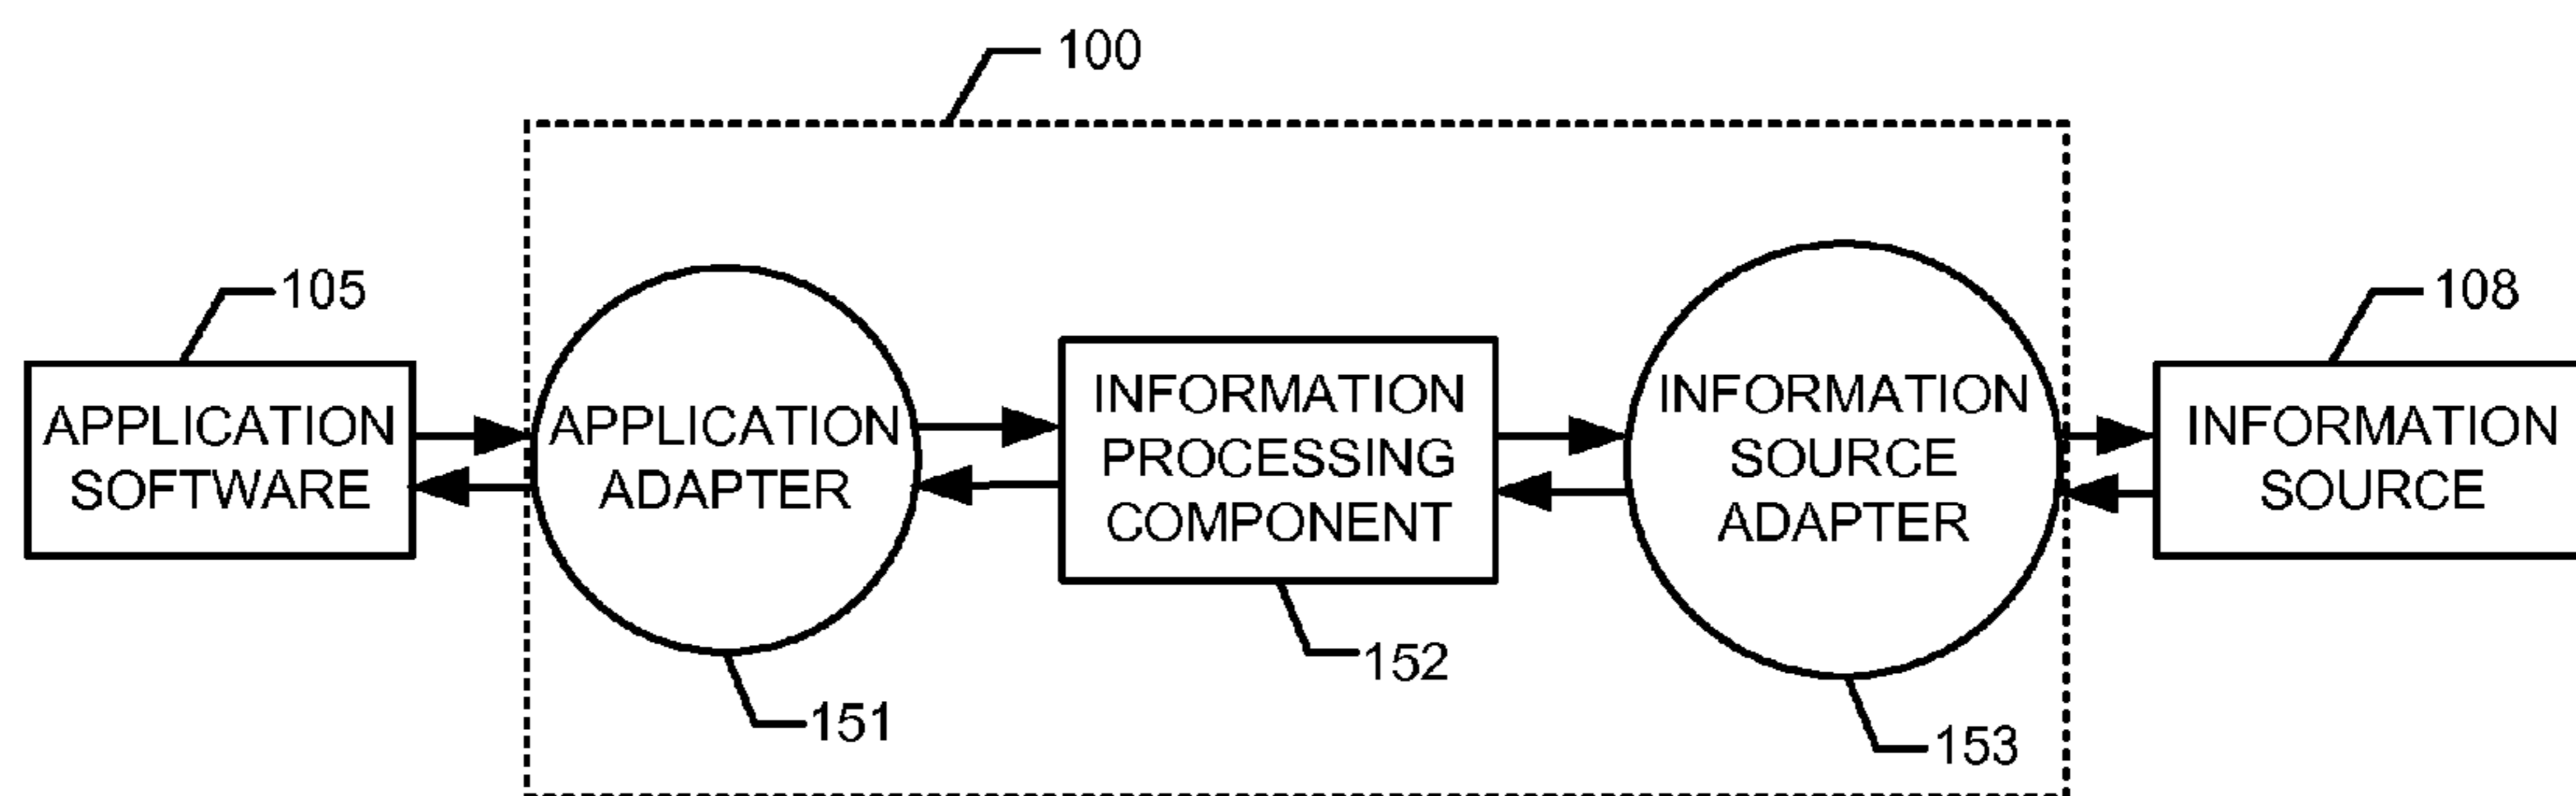 100
105
108
APPLICATION
SOFTWARE
APPLICATION
ADAPTER
INFORMATION
PROCESSING
COMPONENT
INFORMATION
SOURCE
ADAPTER
INFORMATION
SOURCE
152
151
153